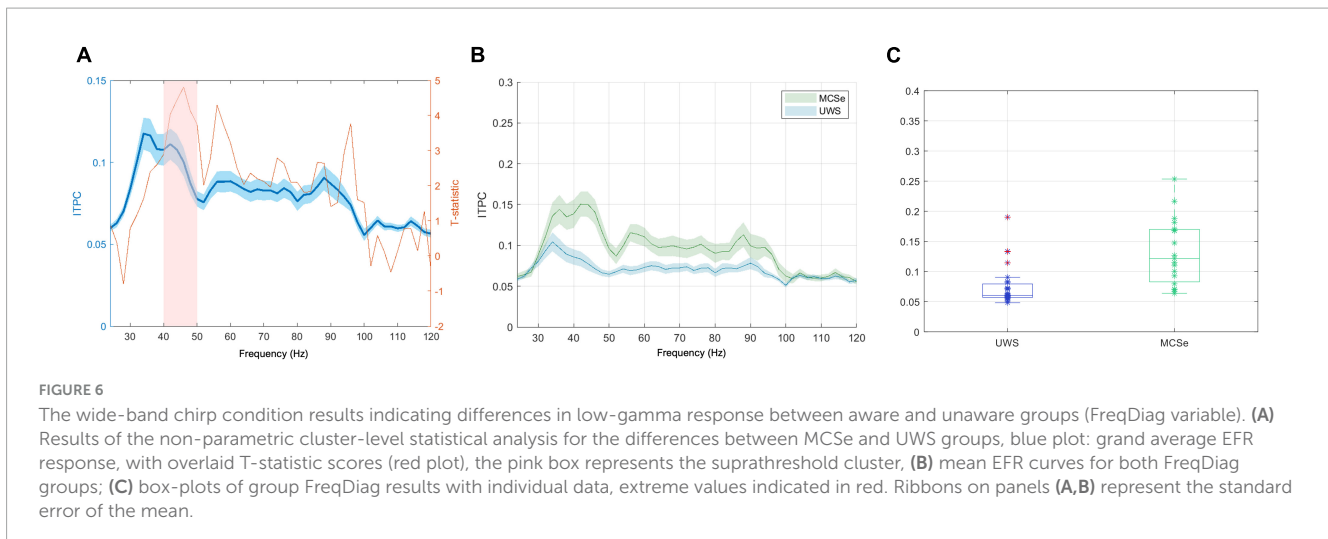 A
B
C
0.15
0.1
0.05
0
ITPC
5
4
3
2
1
0
-1
-2
T-statistic
30 40 50 60 70 80 90 100 110 120
Frequency (Hz)
0.3
0.25
0.2
0.15
0.1
0.05
0
ITPC
MCSe
UWS
30 40 50 60 70 80 90 100 110 120
Frequency (Hz)
0.4
0.3
0.2
0.15
0.1
0.05
0
UWS MCSe
FIGURE 6
The wide-band chirp condition results indicating differences in low-gamma response between aware and unaware groups (FreqDiag variable). (A)
Results of the non-parametric cluster-level statistical analysis for the differences between MCSe and UWS groups, blue plot: grand average EFR
response, with overlaid T-statistic scores (red plot), the pink box represents the suprathreshold cluster, (B) mean EFR curves for both FreqDiag
groups; (C) box-plots of group FreqDiag results with individual data, extreme values indicated in red. Ribbons on panels (A,B) represent the standard
error of the mean.